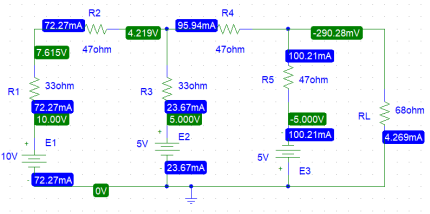 R2
R4
72.27mA
95.94mA
4.219V
-290.28mV
47ohm
47ohm
7.615V
100.21mA
R5
47ohm
R1
33ohm
R3
33ohm
RL
68ohm
72.27mA
23.67mA
10.00V
5.000V
-5.000V
+
E1
+
E2
100.21mA
4.269mA
10V
5V
5V
+
E3
-72.27mA
23.67mA
0V